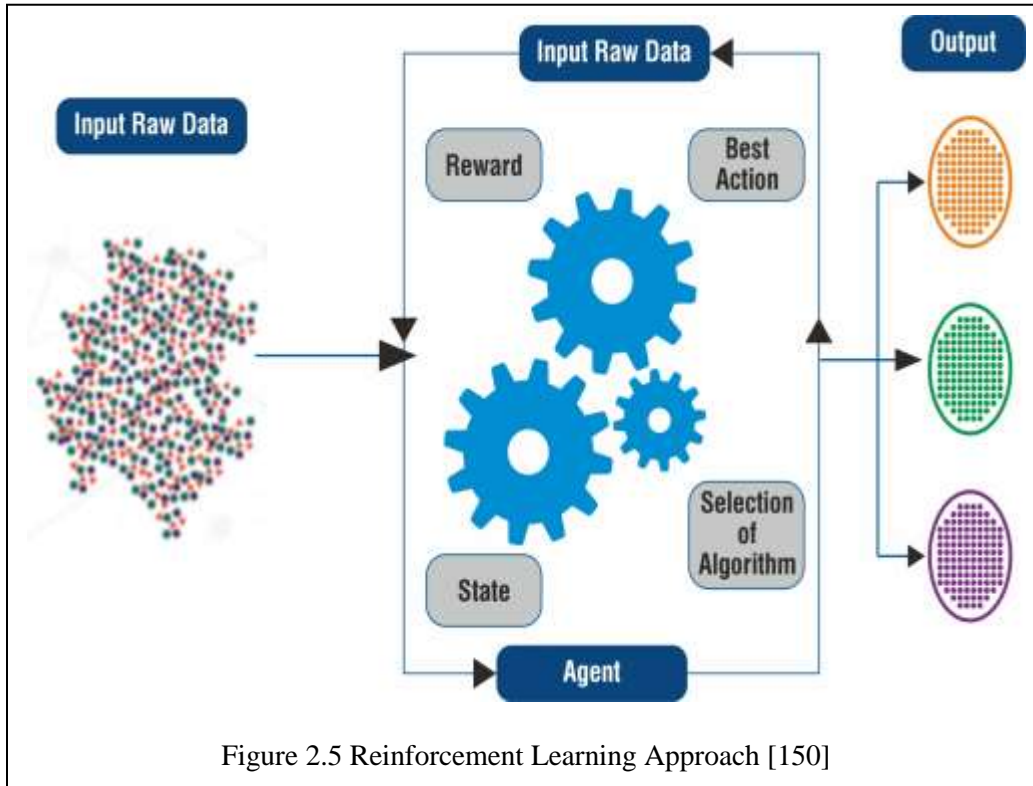 Input Raw Data
Input Raw Data
Reward
Best
Action
State
Selection
of
Algorithm
Agent
Output
Figure 2.5 Reinforcement Learning Approach [150]